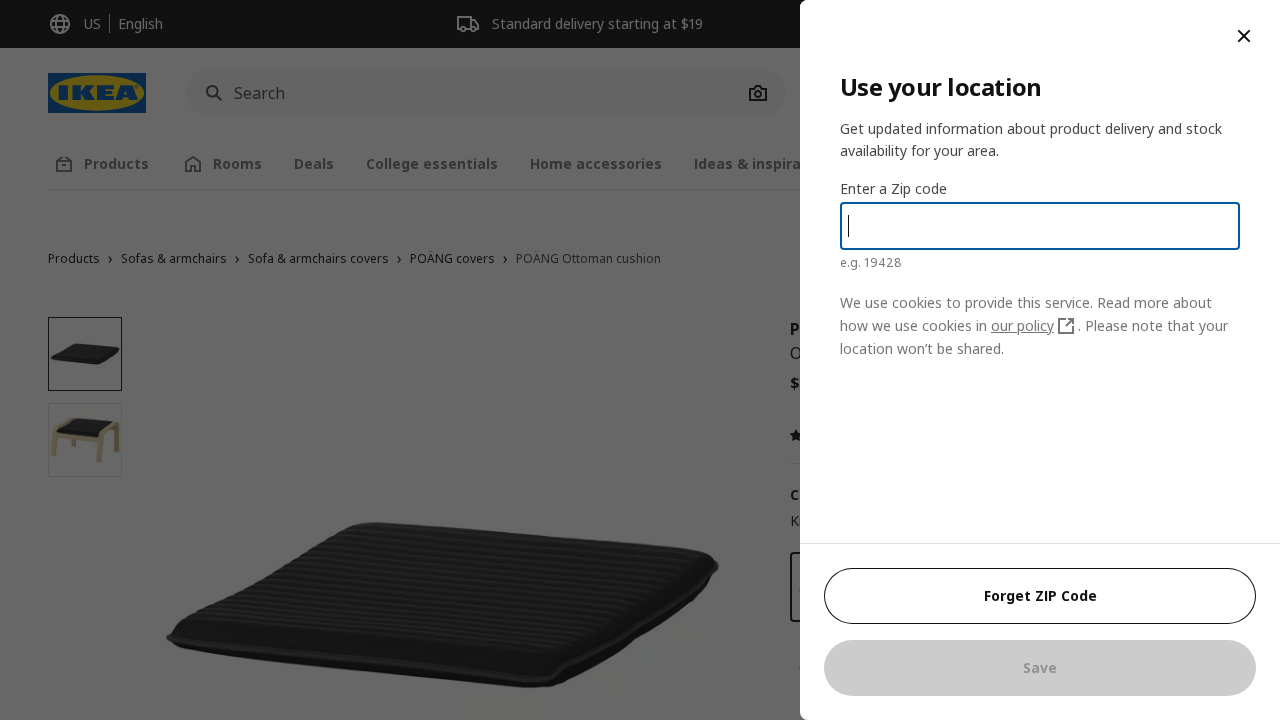 US English
Standard delivery starting at $19
IKEA
Search
Products
Rooms
Deals
College essentials
Home accessories
Ideas & inspira
Products › Sofas & armchairs › Sofa & armchairs covers › POÄNG covers › POÄNG Ottoman cushion
$
Use your location
Get updated information about product delivery and stock
availability for your area.
Enter a Zip code
e.g. 19428
We use cookies to provide this service. Read more about
how we use cookies in our policy . Please note that your
location won't be shared.
Forget ZIP Code
Save